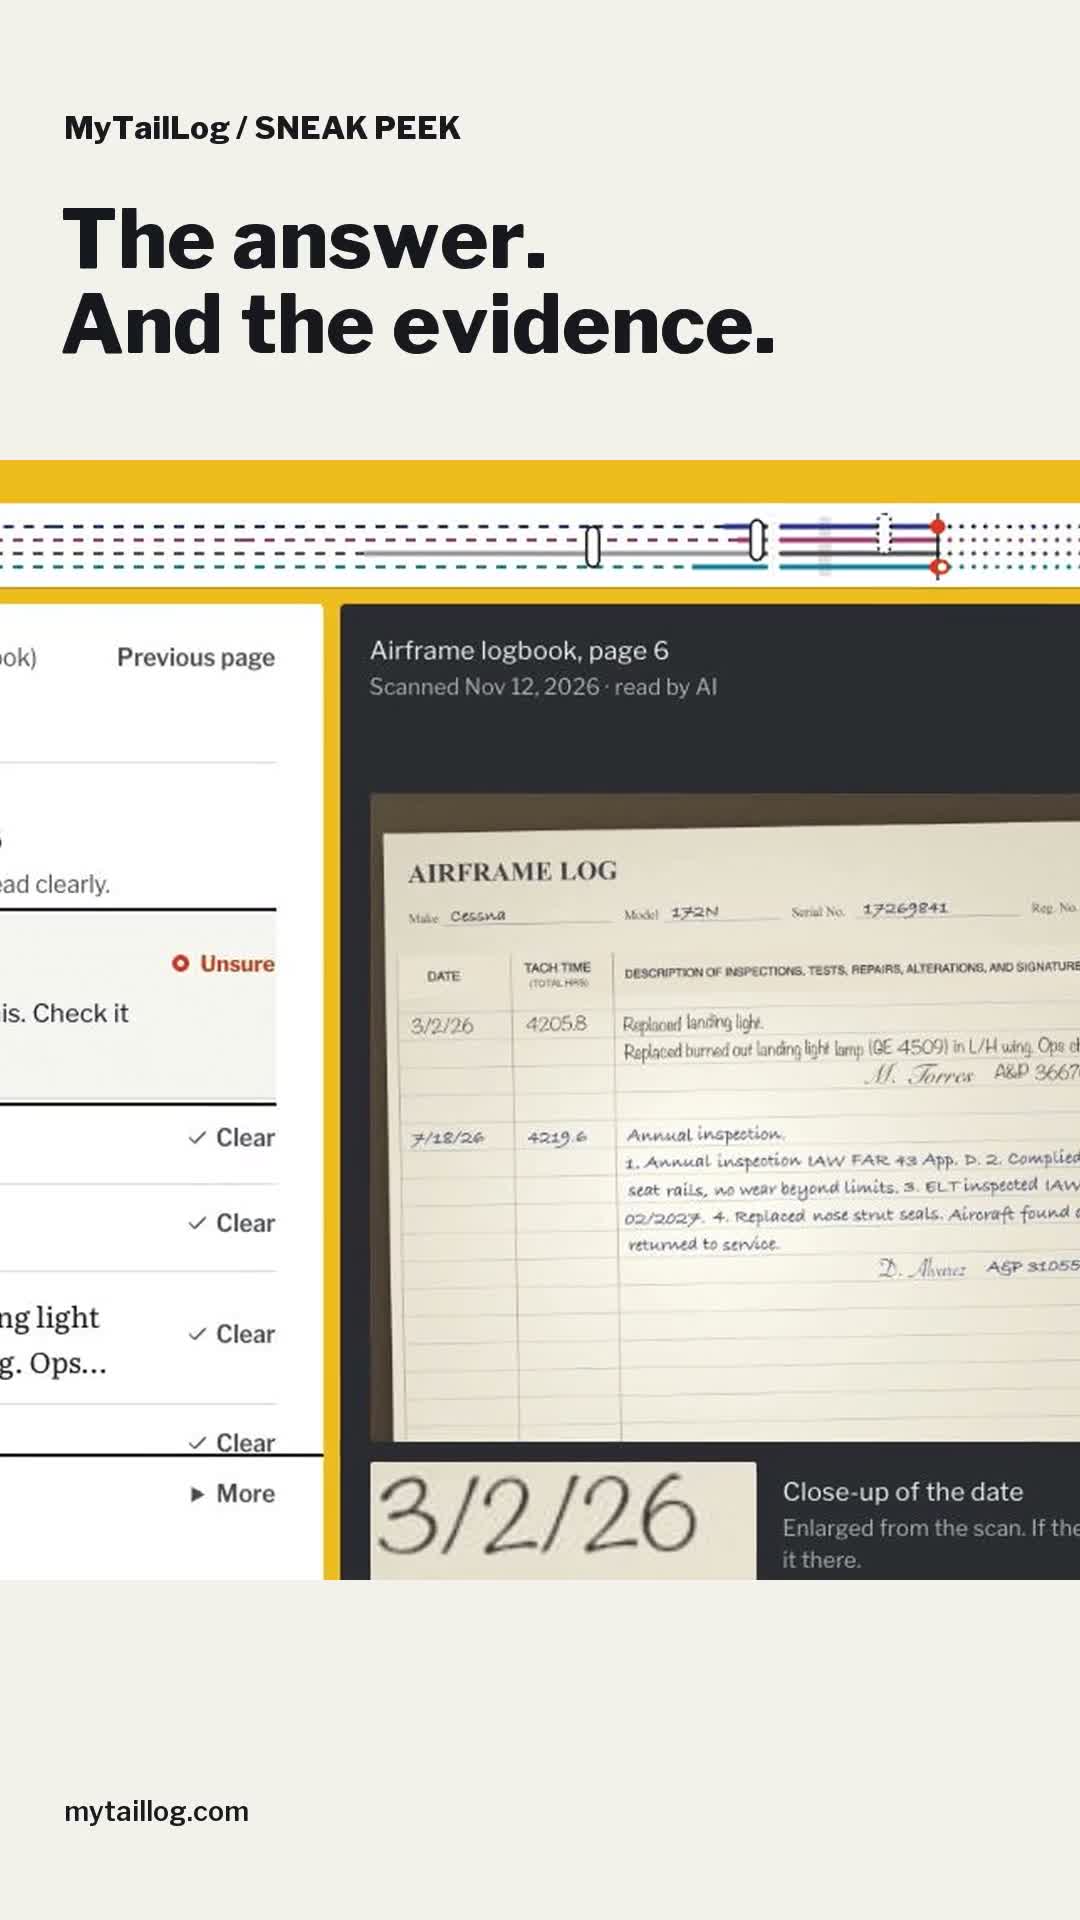 MyTailLog / SNEAK PEEK
The answer.
And the evidence.
ok) Previous page
ead clearly.
Unsure
is. Check it
Clear
Clear
ng light
g. Ops...
Clear
Clear
More
Airframe logbook, page 6
Scanned Nov 12, 2026 · read by AI
AIRFRAME LOG
Make Cessna Model 172N Serial No. 17269841 Reg. No.
DATE TACH TIME (TOTAL HRS) DESCRIPTION OF INSPECTIONS, TESTS, REPAIRS, ALTERATIONS, AND SIGNATURE
3/2/26 4205.8 Replaced landing light.
Replaced burned out landing light lamp (GE 4509) in L/H wing. Ops ch
M. Torres A&P 3667
7/18/26 4219.6 Annual inspection.
1. Annual inspection IAW FAR 43 App. D. 2. Complied
seat rails, no wear beyond limits. 3. ELT inspected IAW
02/2027. 4. Replaced nose strut seals. Aircraft found
returned to service.
D. Alvarez A&P 31055
3/2/26
Close-up of the date
Enlarged from the scan. If the
it there.
mytaillog.com